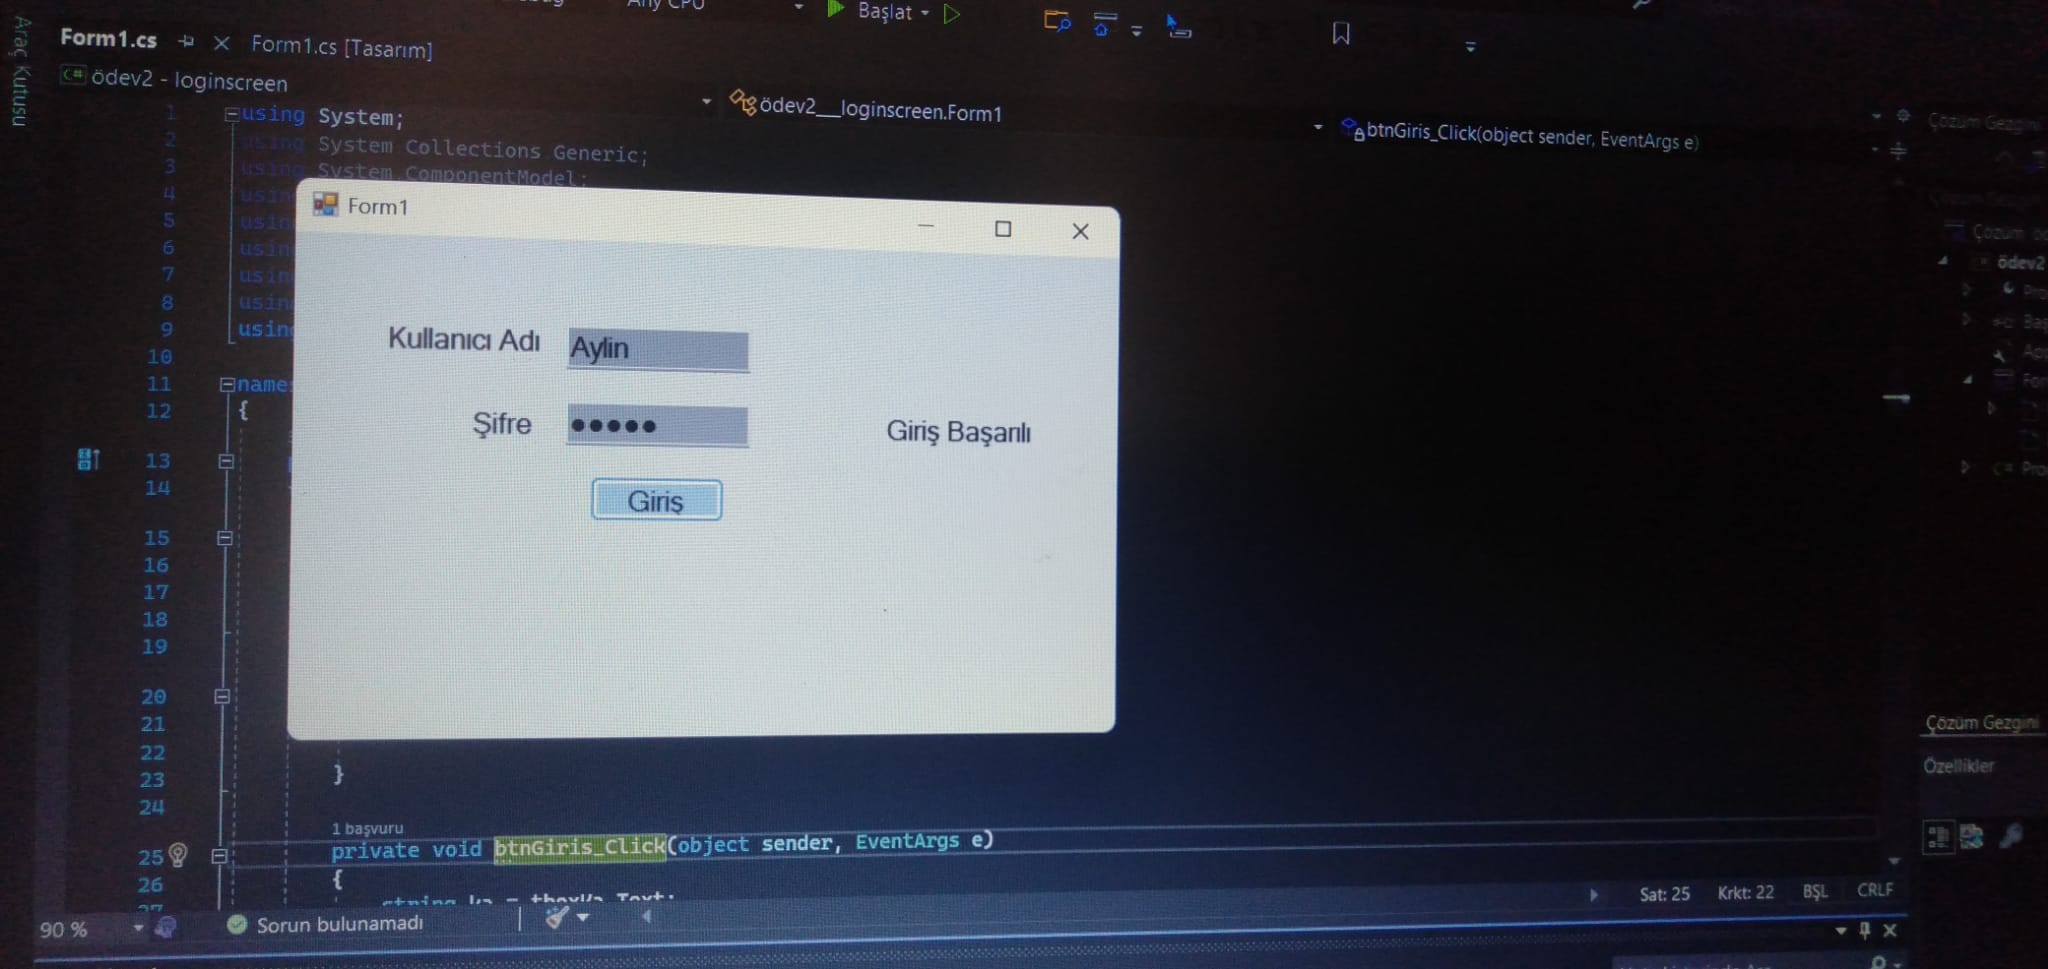 Araç Kutusu
Any CPU
Başlat
Form1.cs
Form1.cs [Tasarım]
ödev2 - loginscreen
ödev2__loginscreen.Form1
btnGiris_Click(object sender, EventArgs e)
Çözüm Gezgini
1 using System;
2 using System Collections Generic;
3 using System.ComponentModel;
4 usin
5 usin
6 usin
7 usin
8 usin
9 usin
10
11 names
12 {
13
14
15
16
17
18
19
20
21
22
23 }
24
1 başvuru
25 private void btnGiris_Click(object sender, EventArgs e)
26 {
27
Form1
Kullanıcı Adı
Aylin
Şifre
●●●●●
Giriş Başarılı
Giriş
Çözüm
ödev2
Çözüm Gezgini
Özellikler
90 %
Sorun bulunamadı
Sat: 25
Krkt: 22
BŞL
CRLF